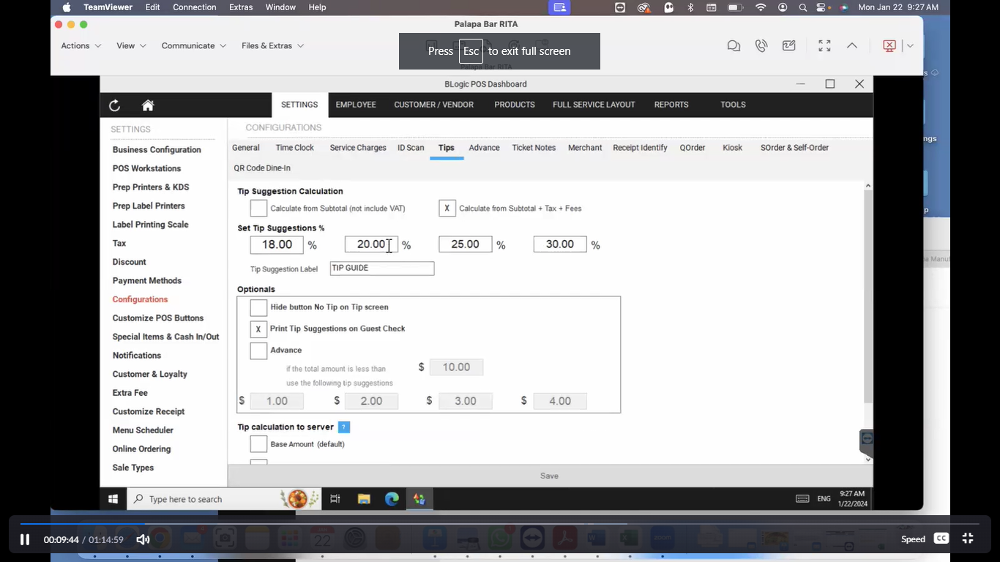 TeamViewer Edit Connection Extras Window Help Mon Jan 22 9:27 AM
Palapa Bar RITA
Actions View Communicate Files & Extras
Press Esc to exit full screen
Palapa Bar RITA
BLogic POS Dashboard
SETTINGS EMPLOYEE CUSTOMER / VENDOR PRODUCTS FULL SERVICE LAYOUT REPORTS TOOLS
SETTINGS
Business Configuration
POS Workstations
Prep Printers & KDS
Prep Label Printers
Label Printing Scale
Tax
Discount
Payment Methods
Configurations
Customize POS Buttons
Special Items & Cash In/Out
Notifications
Customer & Loyalty
Extra Fee
Customize Receipt
Menu Scheduler
Online Ordering
Sale Types
CONFIGURATIONS
General Time Clock Service Charges ID Scan Tips Advance Ticket Notes Merchant Receipt Identify QOrder Kiosk SOrder & Self-Order
QR Code Dine-In
Tip Suggestion Calculation
Calculate from Subtotal (not include VAT) X Calculate from Subtotal + Tax + Fees
Set Tip Suggestions %
18.00 % 20.00 % 25.00 % 30.00 %
Tip Suggestion Label TIP GUIDE
Optionals
Hide button No Tip on Tip screen
X Print Tip Suggestions on Guest Check
Advance
if the total amount is less than $ 10.00
use the following tip suggestions
$ 1.00 $ 2.00 $ 3.00 $ 4.00
Tip calculation to server ?
Base Amount (default)
Save
Type here to search
ENG
9:27 AM
1/22/2024
00:09:44 / 01:14:59
Speed CC